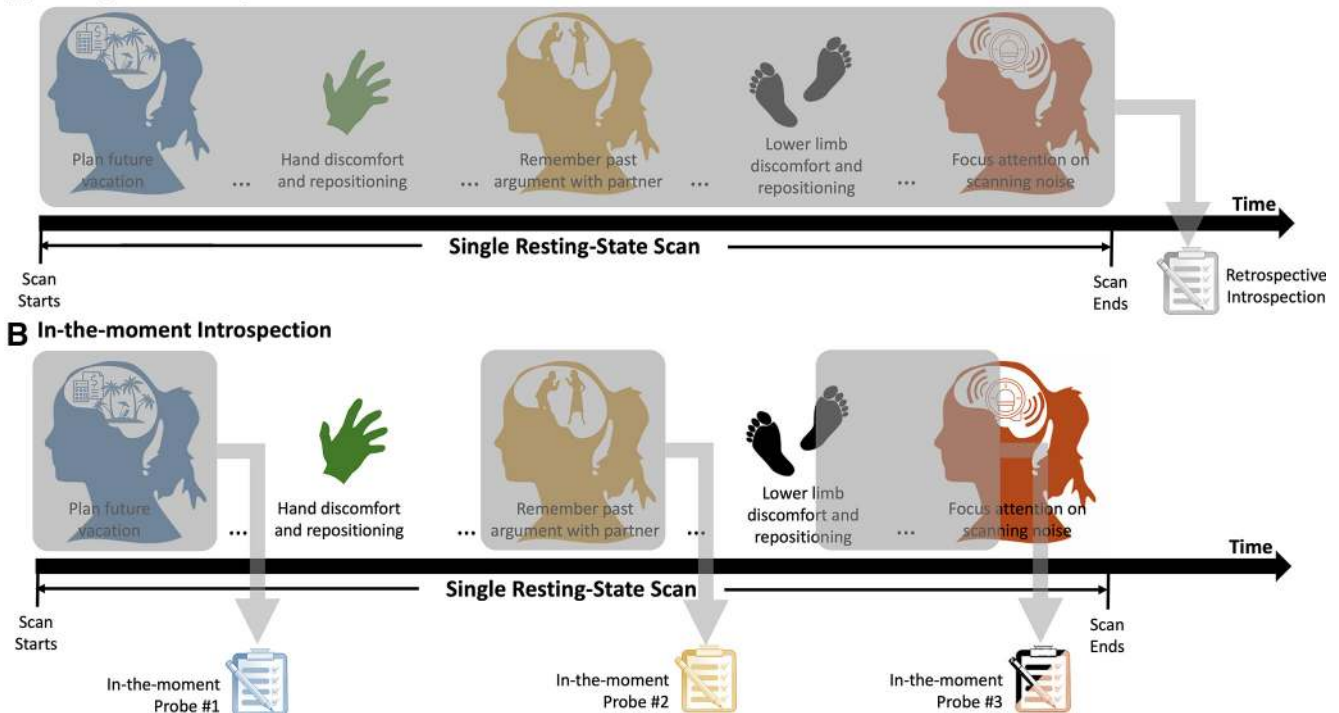 Plan future
vacation
...
Hand discomfort
and repositioning
...
Remember past
argument with partner
...
Lower limb
discomfort and
repositioning
...
Focus attention on
scanning noise
Time
Single Resting-State Scan
Scan
Starts
Scan
Ends
Retrospective
Introspection
B In-the-moment Introspection
Plan future
vacation
...
Hand discomfort
and repositioning
...
Remember past
argument with partner
...
Lower limb
discomfort and
repositioning
...
Focus attention on
scanning noise
Time
Single Resting-State Scan
Scan
Starts
Scan
Ends
In-the-moment
Probe #1
In-the-moment
Probe #2
In-the-moment
Probe #3